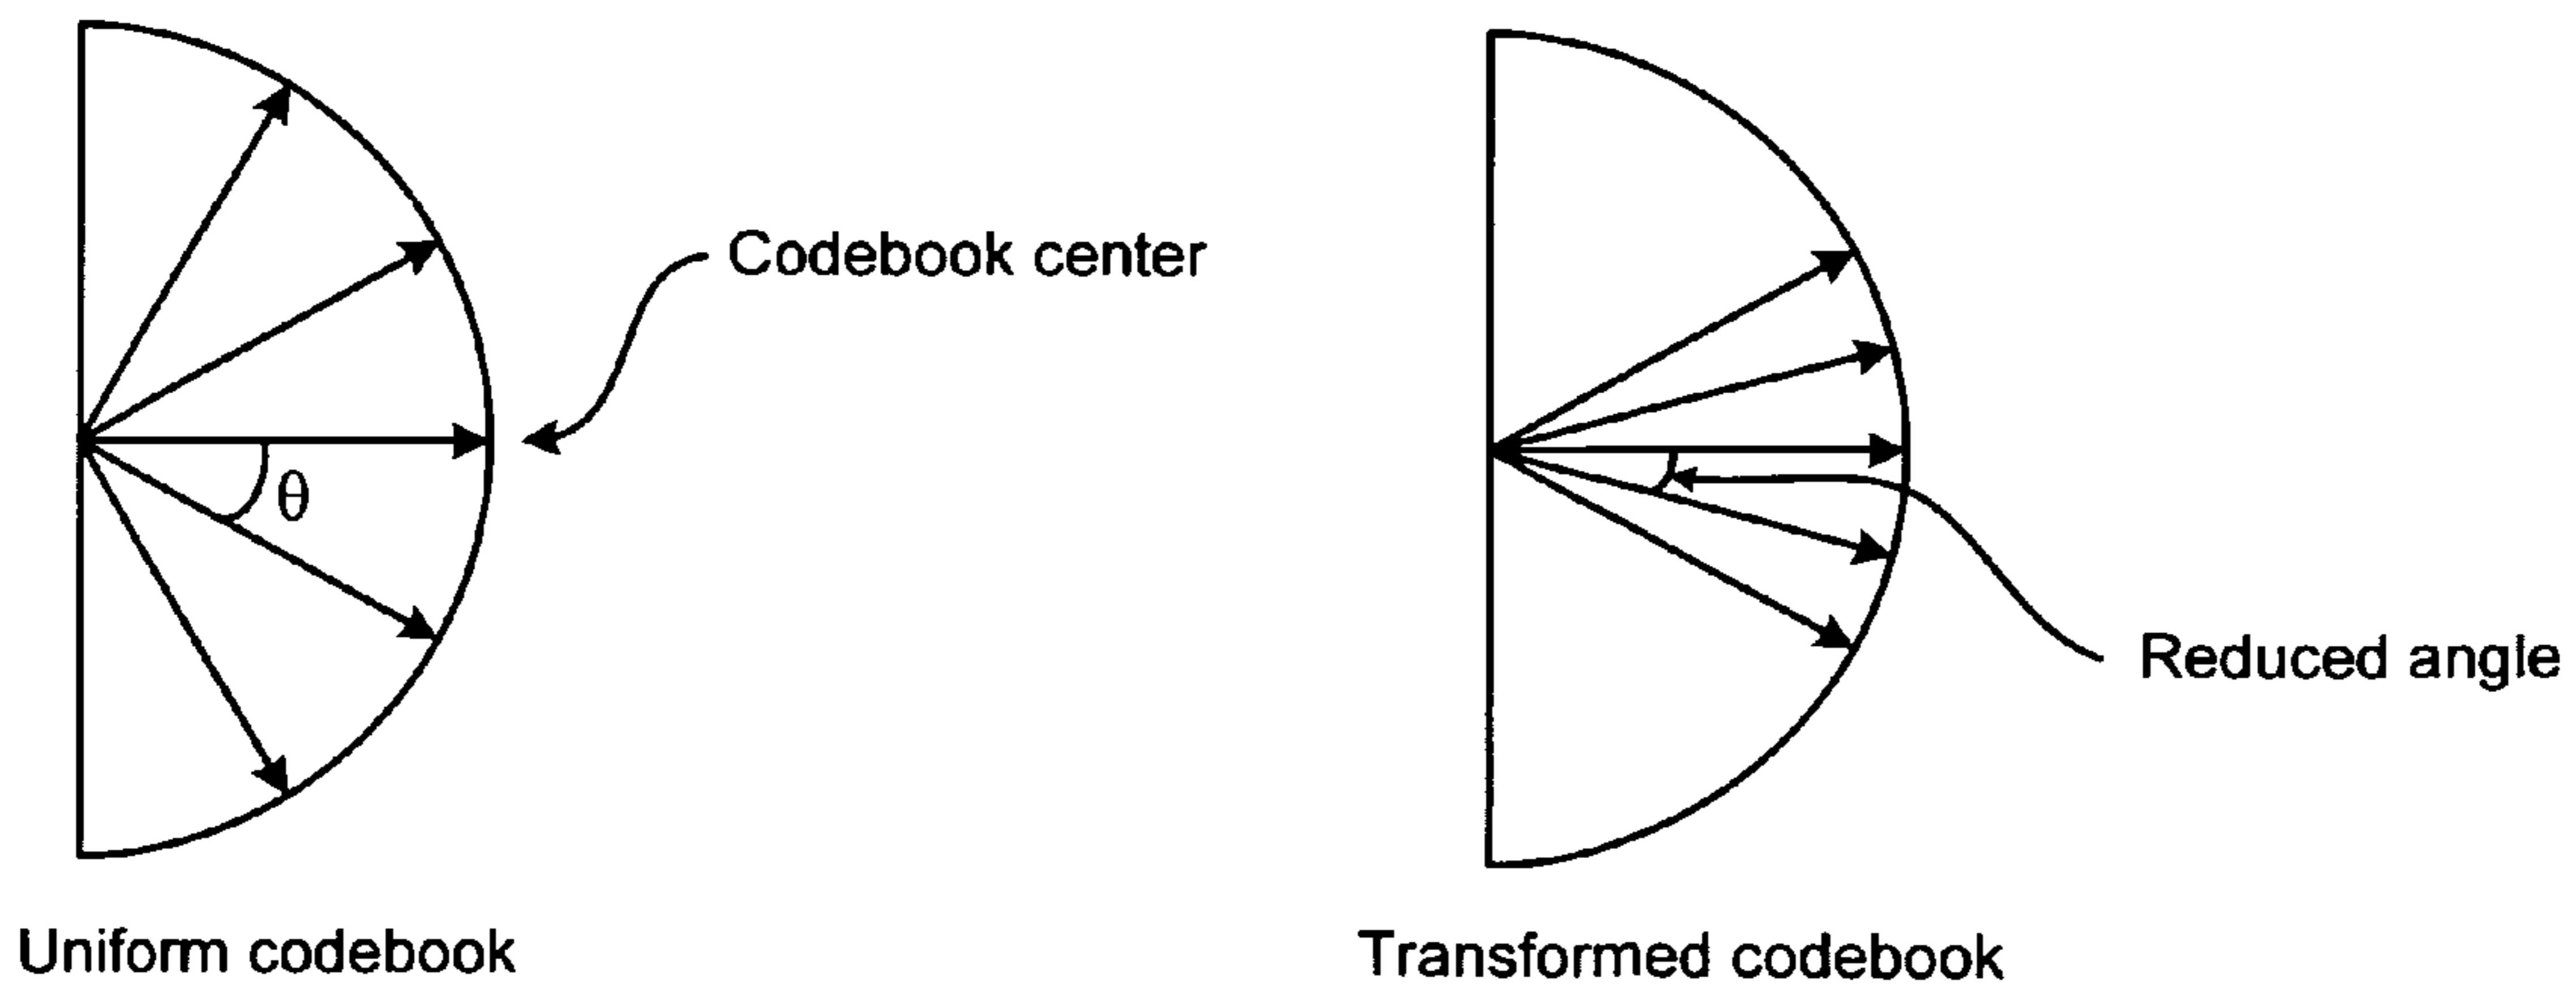 Codebook center
θ
Reduced angle
Uniform codebook
Transformed codebook